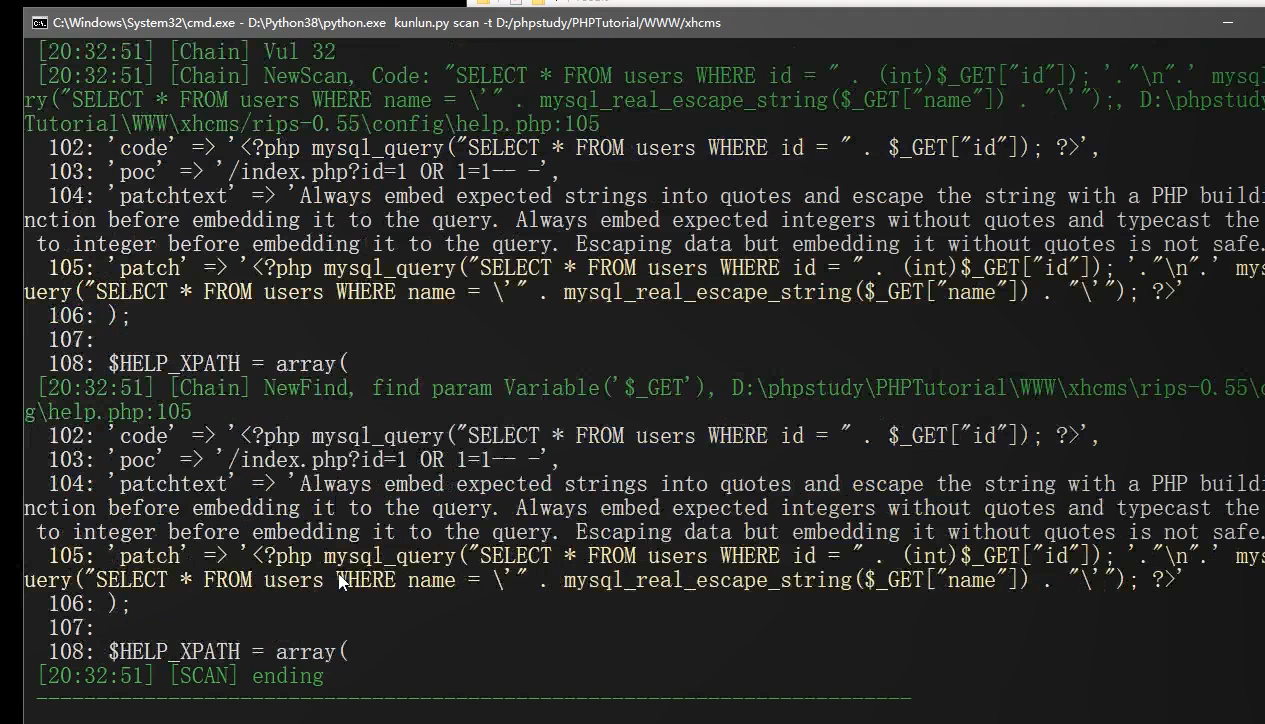 C:\Windows\System32\cmd.exe - D:\Python38\python.exe  kunlun.py scan -t D:/phpstudy/PHPTutorial/WWW/xhcms
[20:32:51] [Chain] Vul 32
[20:32:51] [Chain] NewScan, Code: "SELECT * FROM users WHERE id = " . (int)$_GET["id"]); '."\n".' mysql
ry("SELECT * FROM users WHERE name = \'" . mysql_real_escape_string($_GET["name"]) . "\'");, D:\phpstudy
Tutorial\WWW\xhcms/rips-0.55\config\help.php:105
102: 'code' => '<?php mysql_query("SELECT * FROM users WHERE id = " . $_GET["id"]); ?>',
103: 'poc' => '/index.php?id=1 OR 1=1-- -',
104: 'patchtext' => 'Always embed expected strings into quotes and escape the string with a PHP buildi
nction before embedding it to the query. Always embed expected integers without quotes and typecast the
to integer before embedding it to the query. Escaping data but embedding it without quotes is not safe.
105: 'patch' => '<?php mysql_query("SELECT * FROM users WHERE id = " . (int)$_GET["id"]); '."\n".' mys
uery("SELECT * FROM users WHERE name = \'" . mysql_real_escape_string($_GET["name"]) . "\'"); ?>'
106: );
107:
108: $HELP_XPATH = array(
[20:32:51] [Chain] NewFind, find param Variable('$_GET'), D:\phpstudy\PHPTutorial\WWW\xhcms\rips-0.55\c
g\help.php:105
102: 'code' => '<?php mysql_query("SELECT * FROM users WHERE id = " . $_GET["id"]); ?>',
103: 'poc' => '/index.php?id=1 OR 1=1-- -',
104: 'patchtext' => 'Always embed expected strings into quotes and escape the string with a PHP buildi
nction before embedding it to the query. Always embed expected integers without quotes and typecast the
to integer before embedding it to the query. Escaping data but embedding it without quotes is not safe.
105: 'patch' => '<?php mysql_query("SELECT * FROM users WHERE id = " . (int)$_GET["id"]); '."\n".' mys
uery("SELECT * FROM users WHERE name = \'" . mysql_real_escape_string($_GET["name"]) . "\'"); ?>'
106: );
107:
108: $HELP_XPATH = array(
[20:32:51] [SCAN] ending
-------------------------------------------------------------------------